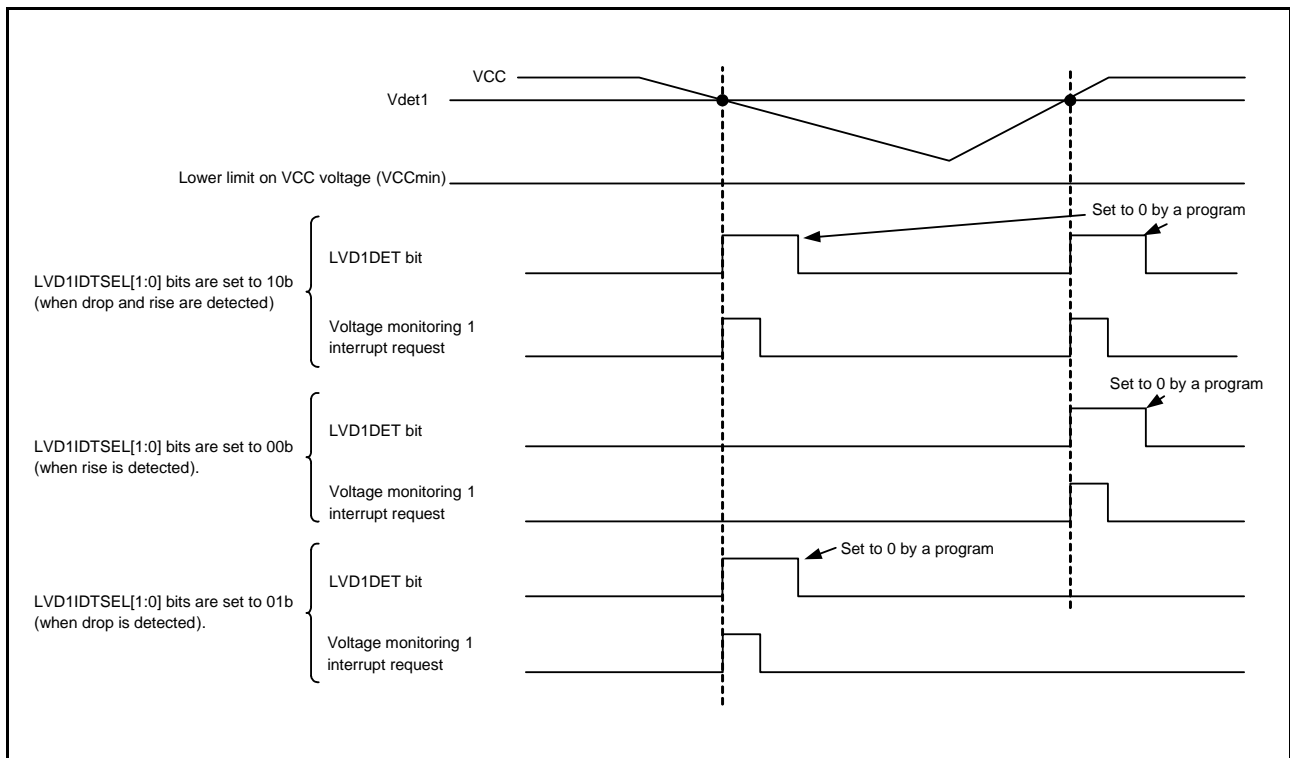 VCC
Vdet1
Lower limit on VCC voltage (VCCmin)
Set to 0 by a program
LVD1IDTSEL[1:0] bits are set to 10b
(when drop and rise are detected)
LVD1DET bit
Voltage monitoring 1
interrupt request
Set to 0 by a program
LVD1IDTSEL[1:0] bits are set to 00b
(when rise is detected).
LVD1DET bit
Voltage monitoring 1
interrupt request
Set to 0 by a program
LVD1IDTSEL[1:0] bits are set to 01b
(when drop is detected).
LVD1DET bit
Voltage monitoring 1
interrupt request